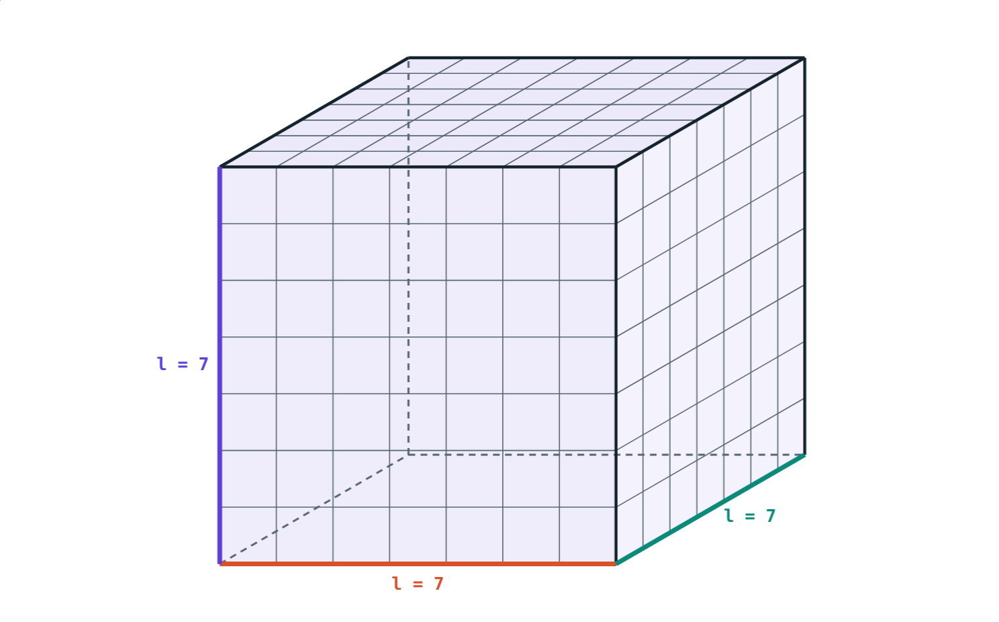 l = 7
l = 7
l = 7